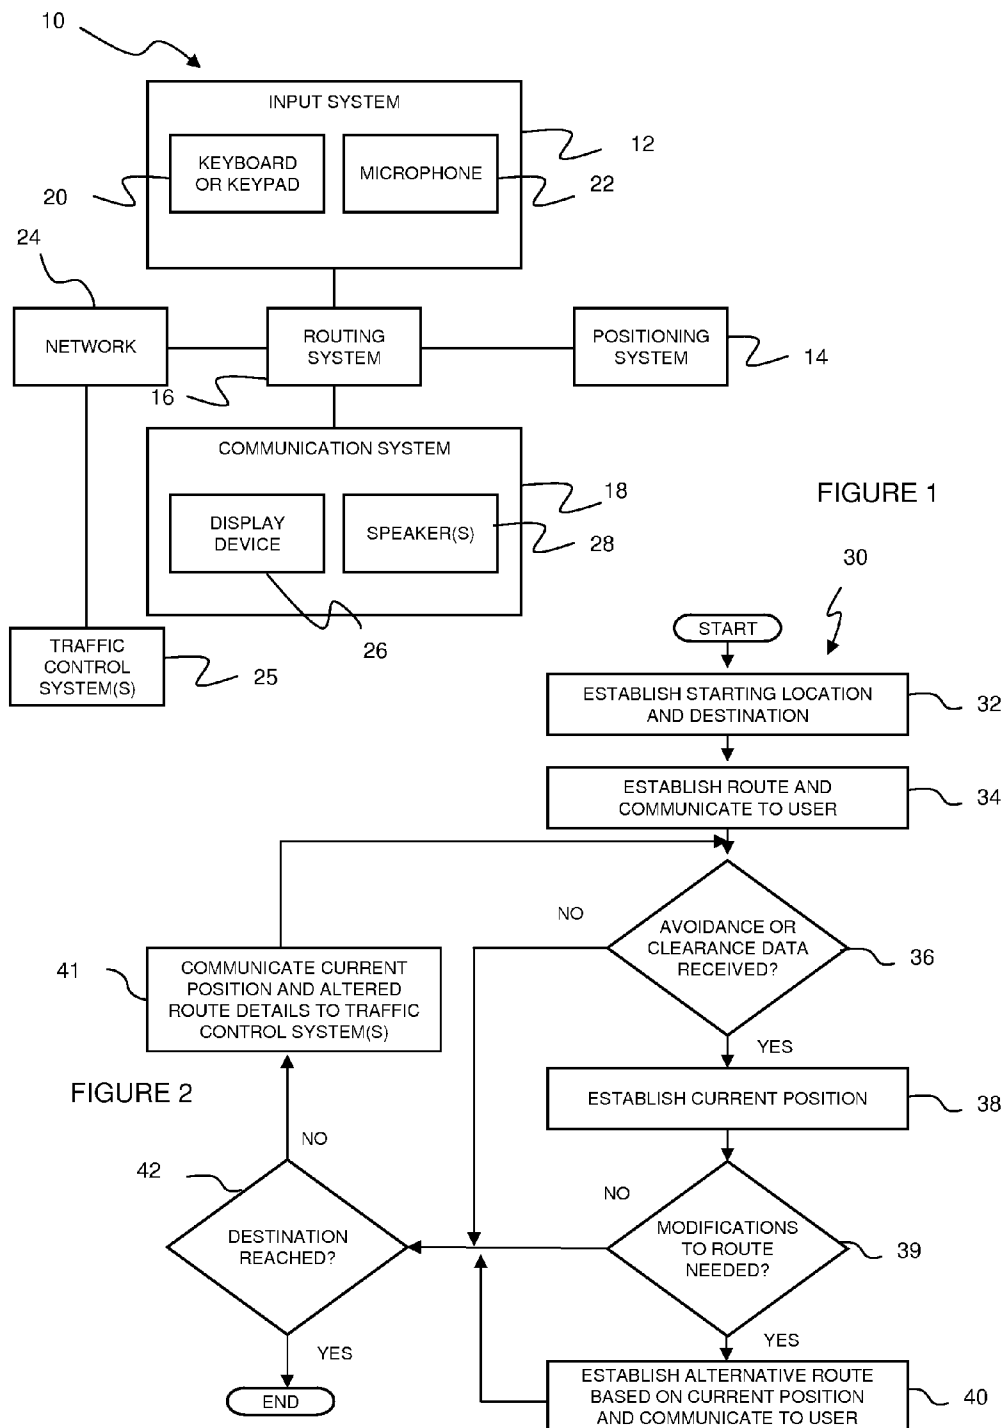 10
INPUT SYSTEM
12
KEYBOARD
OR KEYPAD
MICROPHONE
20
22
24
NETWORK
ROUTING
SYSTEM
POSITIONING
SYSTEM
14
16
COMMUNICATION SYSTEM
18
FIGURE 1
DISPLAY
DEVICE
SPEAKER(S)
28
30
26
TRAFFIC
CONTROL
SYSTEM(S)
25
START
ESTABLISH STARTING LOCATION
AND DESTINATION
32
ESTABLISH ROUTE AND
COMMUNICATE TO USER
34
NO
AVOIDANCE OR
CLEARANCE DATA
RECEIVED?
36
41
COMMUNICATE CURRENT
POSITION AND ALTERED
ROUTE DETAILS TO TRAFFIC
CONTROL SYSTEM(S)
YES
FIGURE 2
ESTABLISH CURRENT POSITION
38
NO
42
NO
DESTINATION
REACHED?
MODIFICATIONS
TO ROUTE
NEEDED?
39
YES
YES
END
ESTABLISH ALTERNATIVE ROUTE
BASED ON CURRENT POSITION
AND COMMUNICATE TO USER
40